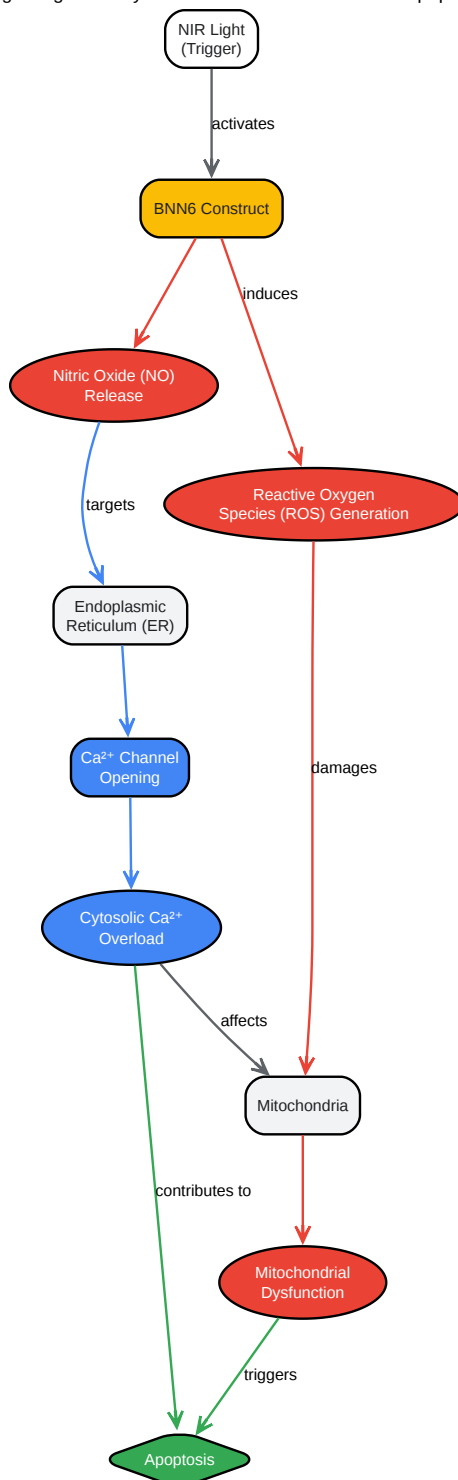 NIR Light
(Trigger)
activates
BNN6 Construct
induces
Nitric Oxide (NO)
Release
Reactive Oxygen
Species (ROS) Generation
targets
Endoplasmic
Reticulum (ER)
Ca²⁺ Channel
Opening
damages
Cytosolic Ca²⁺
Overload
affects
Mitochondria
contributes to
Mitochondrial
Dysfunction
triggers
Apoptosis